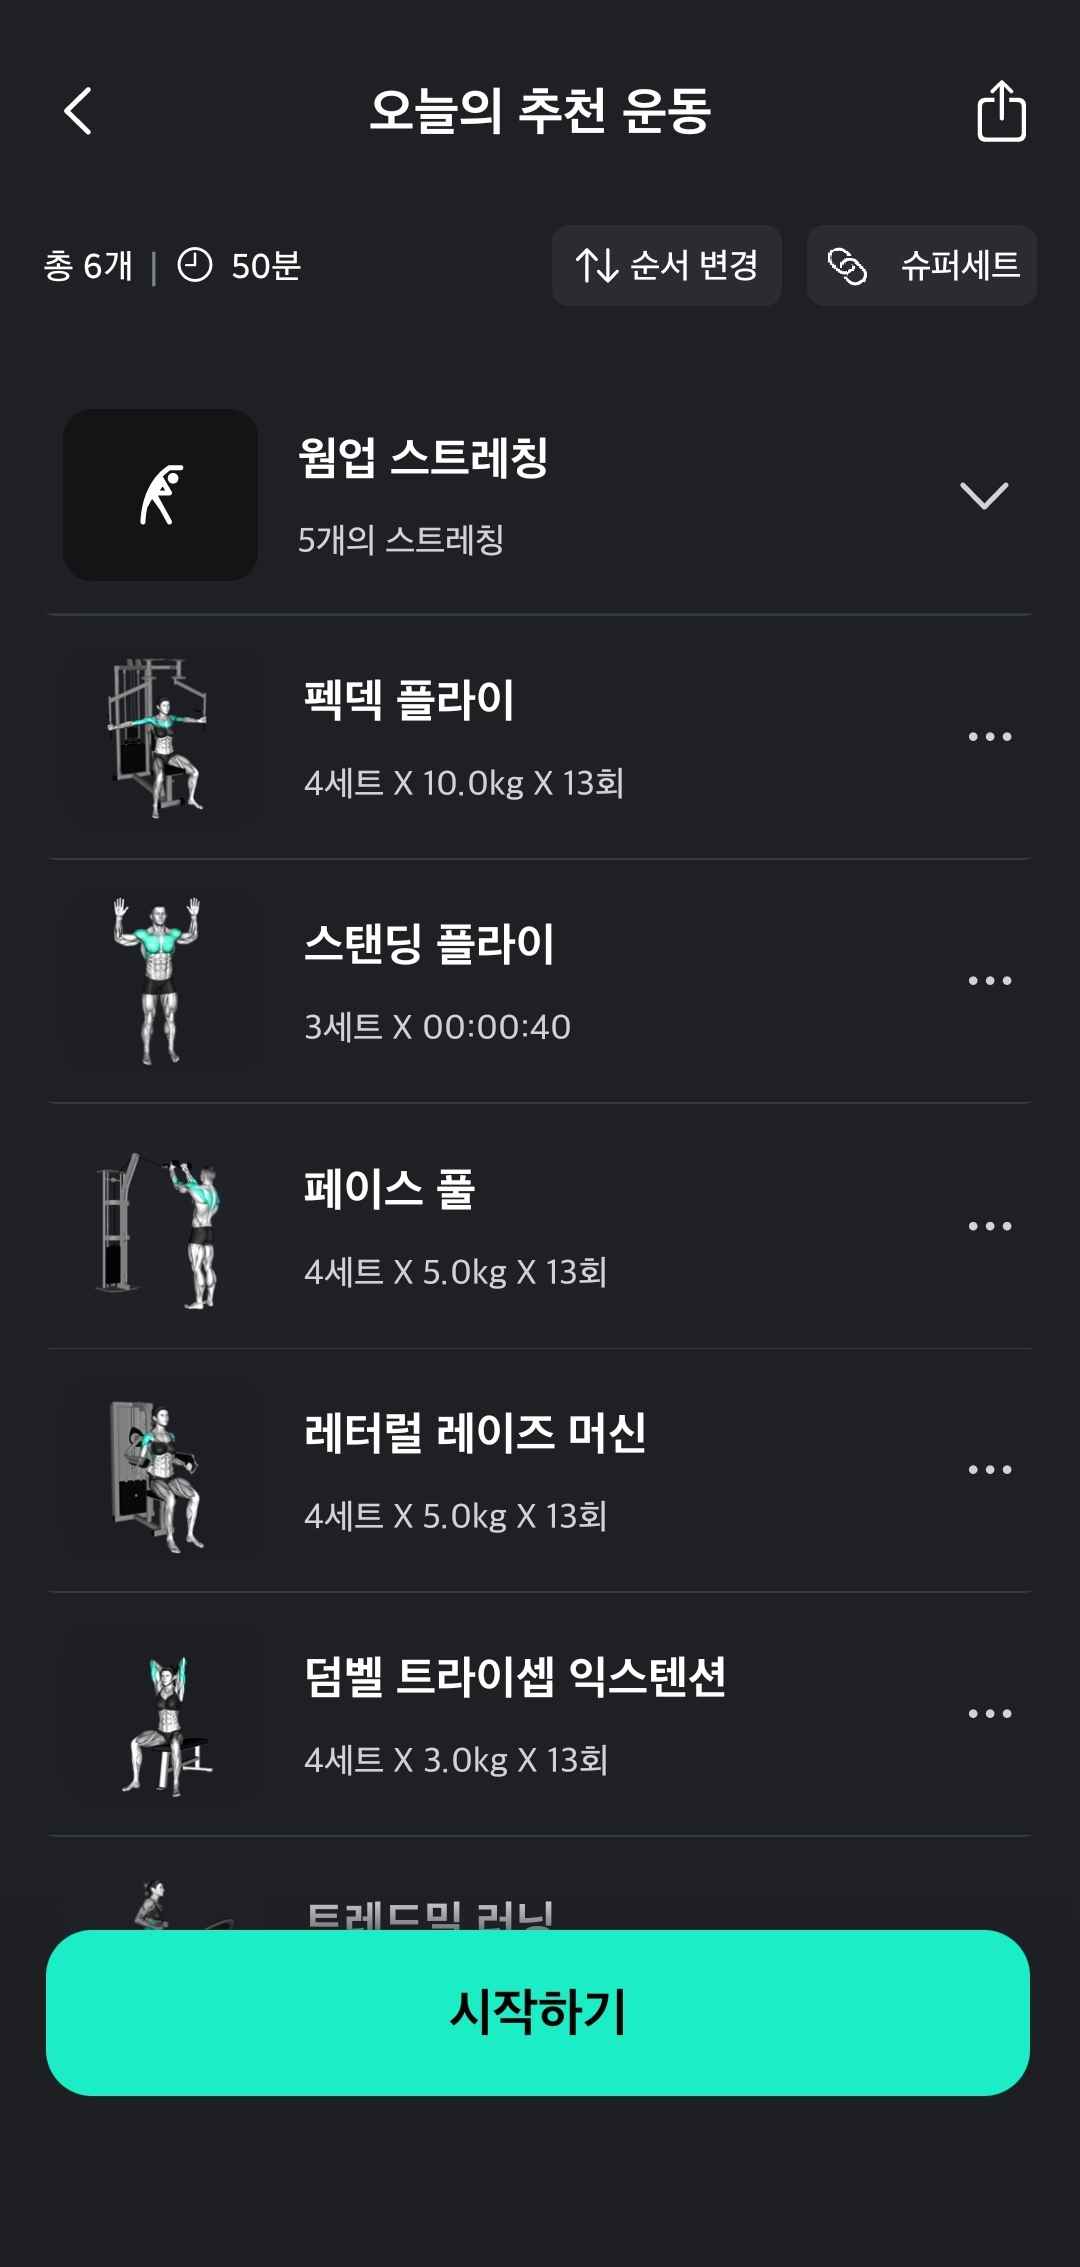 오늘의 추천 운동
총 6개 | 50분
순서 변경
슈퍼세트
웜업 스트레칭
5개의 스트레칭
펙덱 플라이
4세트 X 10.0kg X 13회
스탠딩 플라이
3세트 X 00:00:40
페이스 풀
4세트 X 5.0kg X 13회
레터럴 레이즈 머신
4세트 X 5.0kg X 13회
덤벨 트라이셉 익스텐션
4세트 X 3.0kg X 13회
트레드밀 러닝
시작하기